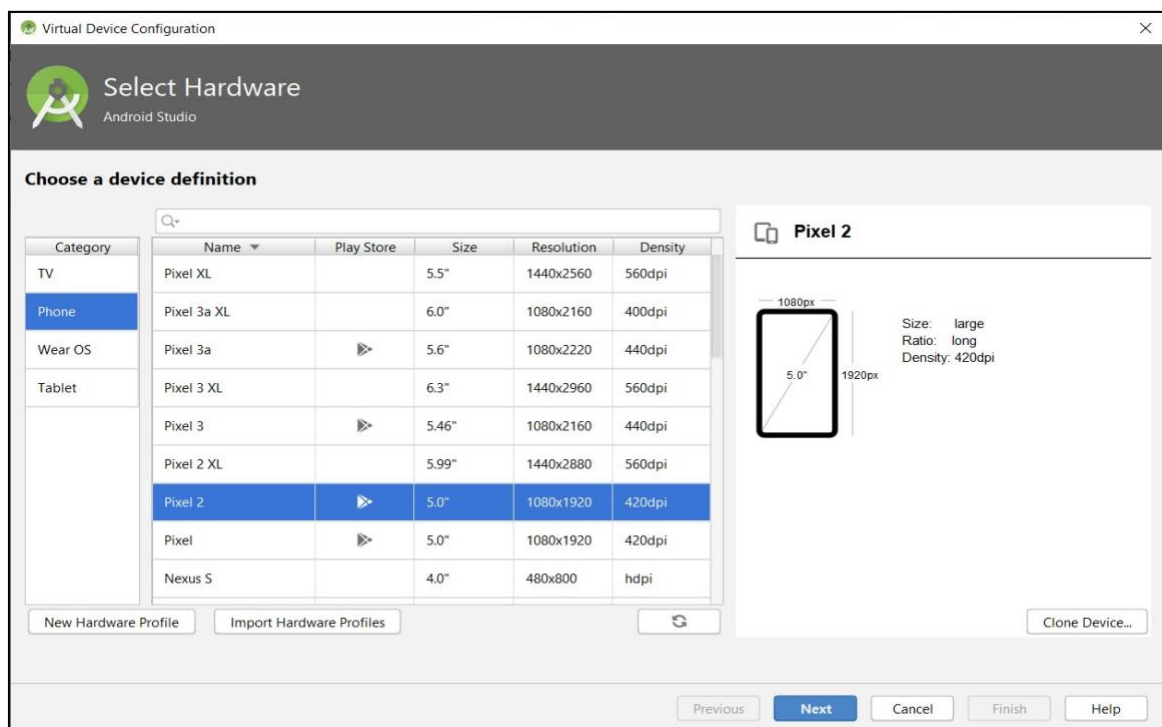 Virtual Device Configuration
Select Hardware
Android Studio
Choose a device definition
Category
TV
Phone
Wear OS
Tablet
Name Play Store Size Resolution Density
Pixel XL 5.5" 1440x2560 560dpi
Pixel 3a XL 6.0" 1080x2160 400dpi
Pixel 3a 5.6" 1080x2220 440dpi
Pixel 3 XL 6.3" 1440x2960 560dpi
Pixel 3 5.46" 1080x2160 440dpi
Pixel 2 XL 5.99" 1440x2880 560dpi
Pixel 2 5.0" 1080x1920 420dpi
Pixel 5.0" 1080x1920 420dpi
Nexus S 4.0" 480x800 hdpi
New Hardware Profile Import Hardware Profiles
Pixel 2
1080px
5.0"
1920px
Size: large
Ratio: long
Density: 420dpi
Clone Device...
Previous Next Cancel Finish Help